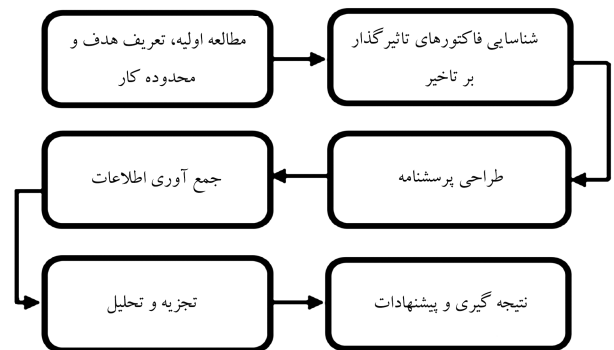 مطالعه اولیه، تعریف هدف و
محدوده کار
شناسایی فاکتورهای تاثیرگذار
بر تاخیر
طراحی پرسشنامه
جمع آوری اطلاعات
تجزیه و تحلیل
نتیجه گیری و پیشنهادات